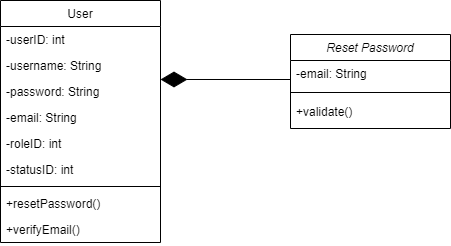 User
-userID: int
-username: String
-password: String
-email: String
-roleID: int
-statusID: int
+resetPassword()
+verifyEmail()
Reset Password
-email: String
+validate()